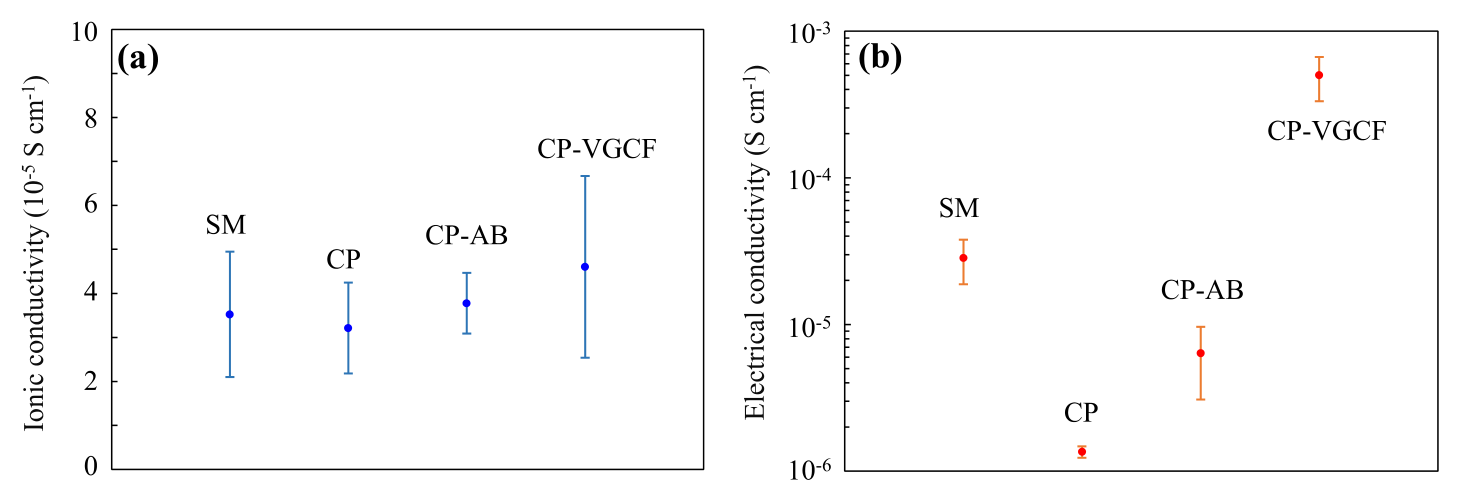 (a)
Ionic conductivity (10⁻⁵ S cm⁻¹)
10
8
6
4
2
0
SM
CP
CP-AB
CP-VGCF
(b)
Electrical conductivity (S cm⁻¹)
10⁻³
10⁻⁴
10⁻⁵
10⁻⁶
SM
CP
CP-AB
CP-VGCF